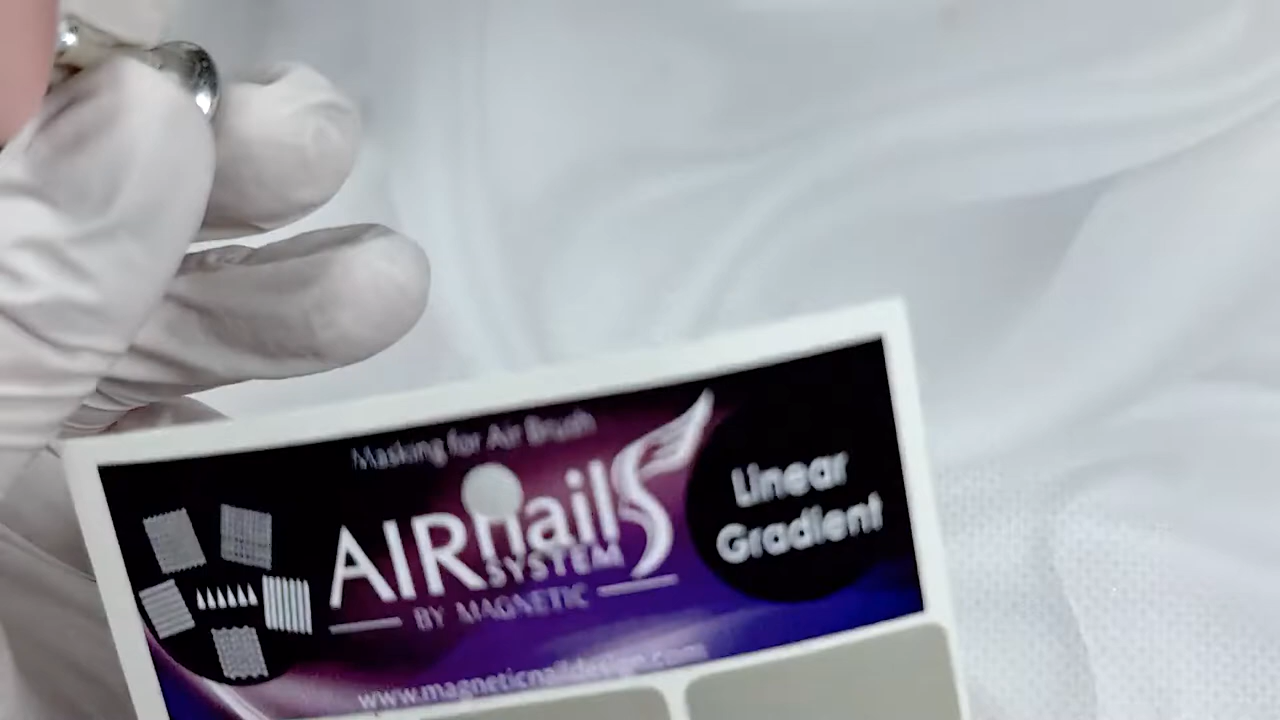 Masking for Air Brush
AIRnails
SYSTEM
BY MAGNETIC
Linear
Gradient
www.magneticnaildesign.com